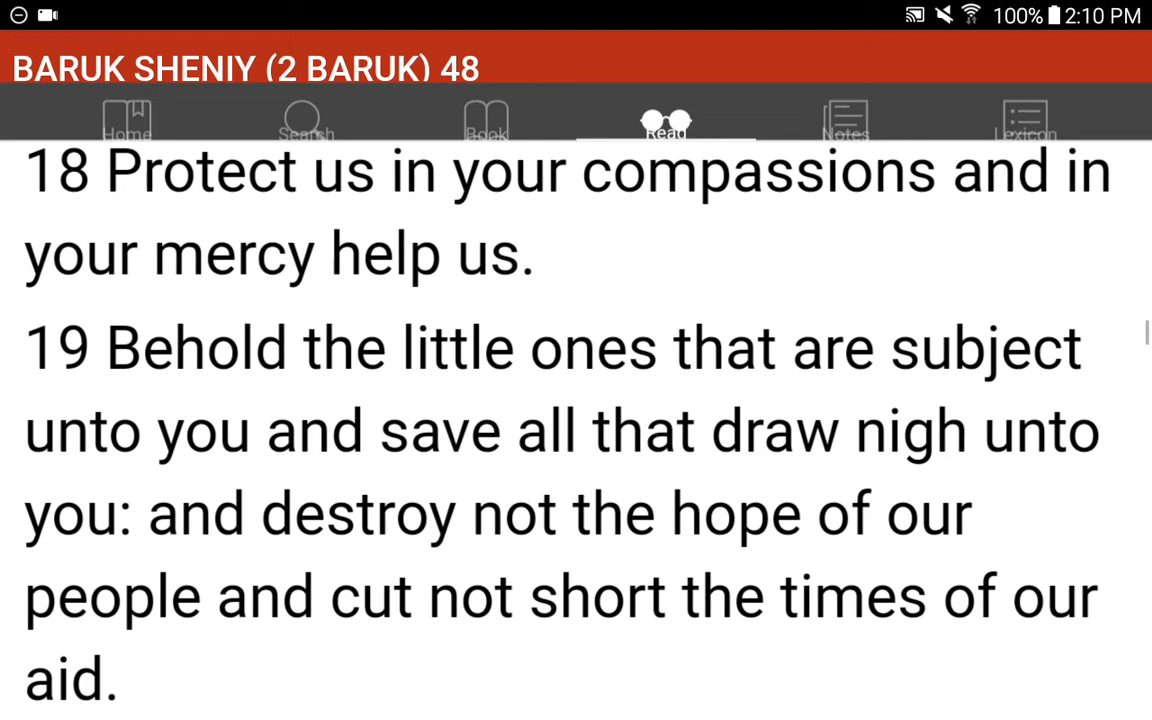 100% 2:10 PM
BARUK SHENIY (2 BARUK) 48
Home Search Book Read Notes Lexicon
18 Protect us in your compassions and in
your mercy help us.
19 Behold the little ones that are subject
unto you and save all that draw nigh unto
you: and destroy not the hope of our
people and cut not short the times of our
aid.